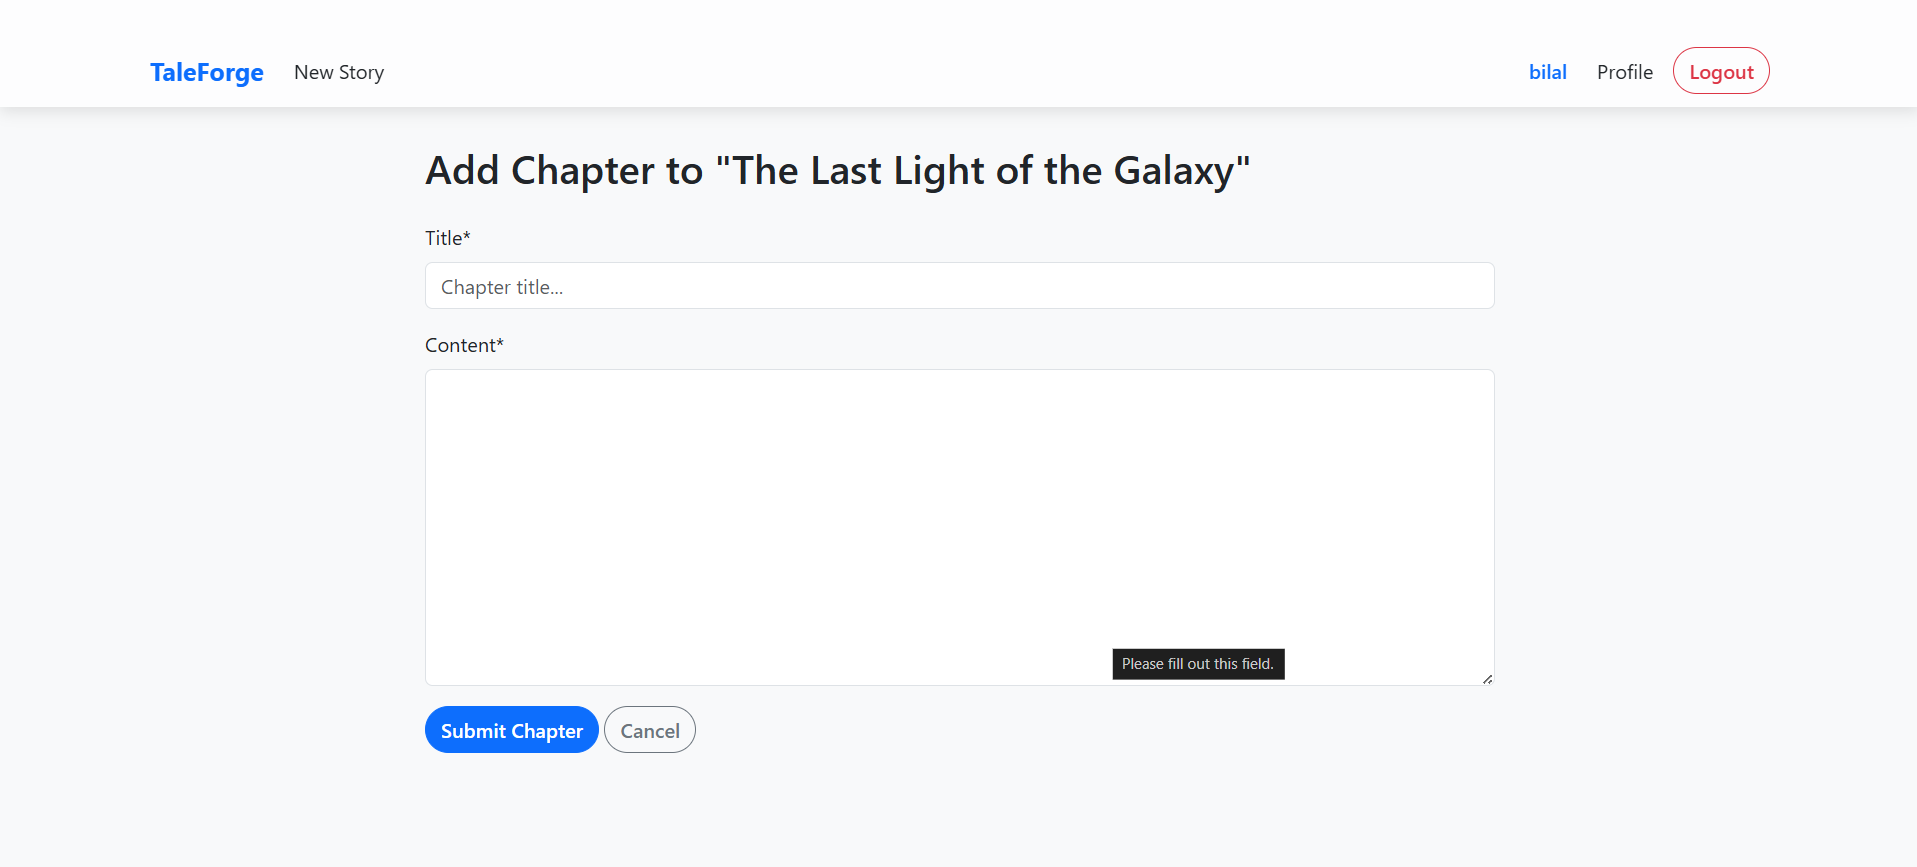 TaleForge New Story bilal Profile Logout
Add Chapter to "The Last Light of the Galaxy"
Title*
Chapter title...
Content*
Please fill out this field.
Submit Chapter Cancel